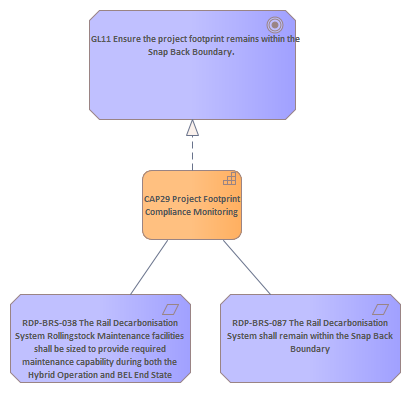 GL11 Ensure the project footprint remains within the
Snap Back Boundary.
CAP29 Project Footprint
Compliance Monitoring
RDP-BRS-038 The Rail Decarbonisation
System Rollingstock Maintenance facilities
shall be sized to provide required
maintenance capability during both the
Hybrid Operation and BEL End State
RDP-BRS-087 The Rail Decarbonisation
System shall remain within the Snap Back
Boundary